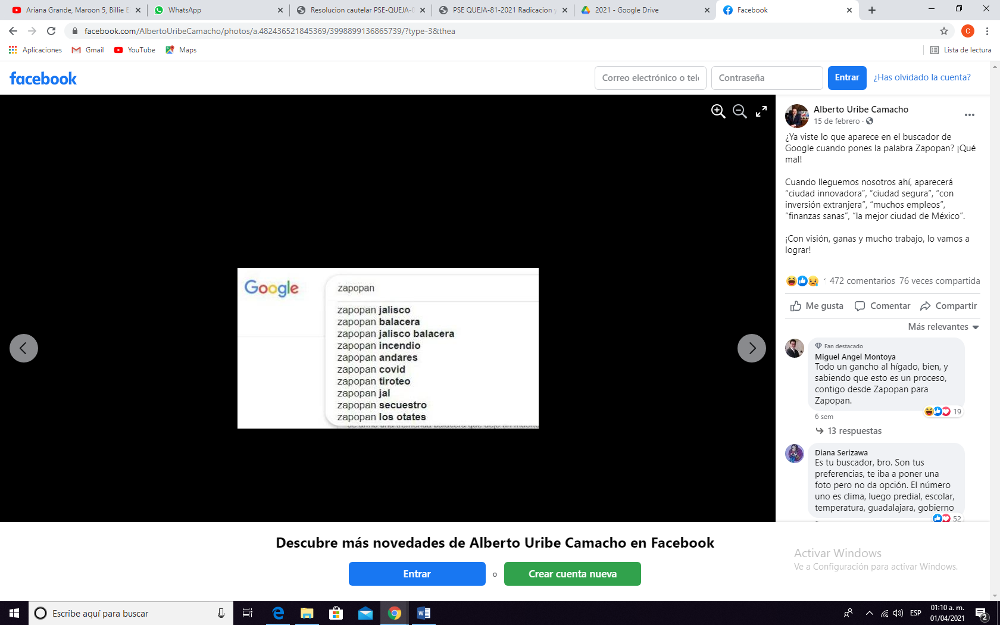 Ariana Grande, Maroon 5, Billie E
WhatsApp
Resolucion cautelar PSE-QUEJA-0
PSE QUEJA-81-2021 Radicacion y
2021 - Google Drive
Facebook
facebook.com/AlbertoUribeCamacho/photos/a.482436521845369/3998899136865739/?type=3&thea
C
Aplicaciones
Gmail
YouTube
Maps
Lista de lectura
facebook
Correo electrónico o telé
Contraseña
Entrar
¿Has olvidado la cuenta?
Alberto Uribe Camacho
15 de febrero ·
¿Ya viste lo que aparece en el buscador de
Google cuando pones la palabra Zapopan? ¡Qué
mal!
Cuando lleguemos nosotros ahí, aparecerá
“ciudad innovadora”, “ciudad segura”, “con
inversión extranjera”, “muchos empleos”,
“finanzas sanas”, “la mejor ciudad de México”.
¡Con visión, ganas y mucho trabajo, lo vamos a
lograr!
472 comentarios 76 veces compartida
Me gusta Comentar Compartir
Más relevantes
Google
zapopan
zapopan jalisco
zapopan balacera
zapopan jalisco balacera
zapopan incendio
zapopan andares
zapopan covid
zapopan tiroteo
zapopan jal
zapopan secuestro
zapopan los otates
se armó una tremenda balacera que dejó un muerto
Fan destacado
Miguel Angel Montoya
Todo un gancho al hígado, bien, y
sabiendo que esto es un proceso,
contigo desde Zapopan para
Zapopan.
19
6 sem
13 respuestas
Diana Serizawa
Es tu buscador, bro. Son tus
preferencias, te iba a poner una
foto pero no da opción. El número
uno es clima, luego predial, escolar,
temperatura, guadalajara, gobierno
52
Descubre más novedades de Alberto Uribe Camacho en Facebook
Entrar
o
Crear cuenta nueva
Activar Windows
Ve a Configuración para activar Windows.
Escribe aquí para buscar
ESP
01:10 a. m.
01/04/2021
2